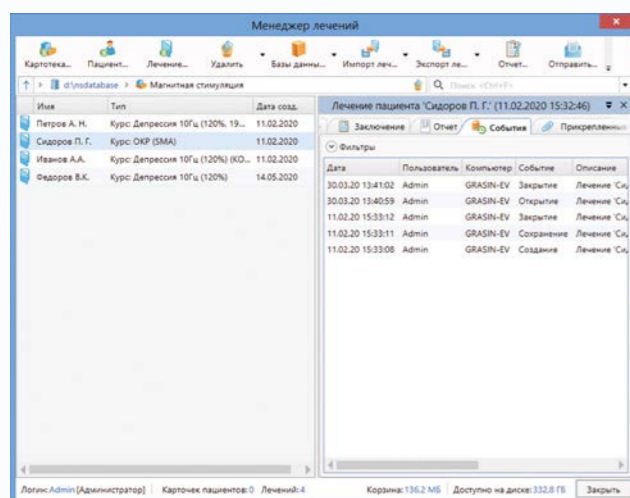 Менеджер лечений
Картотека... Пациент... Лечение... Удалить Базы данны... Импорт леч... Экспорт ле... Отчет... Отправить...
d:\nsdatabase > Магнитная стимуляция Поиск <Ctrl+F>
Имя Тип Дата созд.
Петров А. Н. Курс: Депрессия 10Гц (120%, 19... 11.02.2020
Сидоров П. Г. Курс: ОКР (SMA) 11.02.2020
Иванов А.А. Курс: Депрессия 10Гц (120%) (КО... 11.02.2020
Федоров В.К. Курс: Депрессия 10Гц (120%) 14.05.2020
Лечение пациента 'Сидоров П. Г.' (11.02.2020 15:32:46)
Заключение Отчет События Прикрепленны
Фильтры
Дата Пользователь Компьютер Событие Описание
30.03.20 13:41:02 Admin GRASIN-EV Закрытие Лечение 'Си,
30.03.20 13:40:59 Admin GRASIN-EV Открытие Лечение 'Си,
11.02.20 15:33:12 Admin GRASIN-EV Закрытие Лечение 'Си,
11.02.20 15:33:11 Admin GRASIN-EV Сохранение Лечение 'Си,
11.02.20 15:33:08 Admin GRASIN-EV Создание Лечение 'Си,
Логин: Admin [Администратор] Карточек пациентов: 0 Лечений: 4 Корзина: 136.2 МБ Доступно на диске: 332.8 ГБ Закрыть